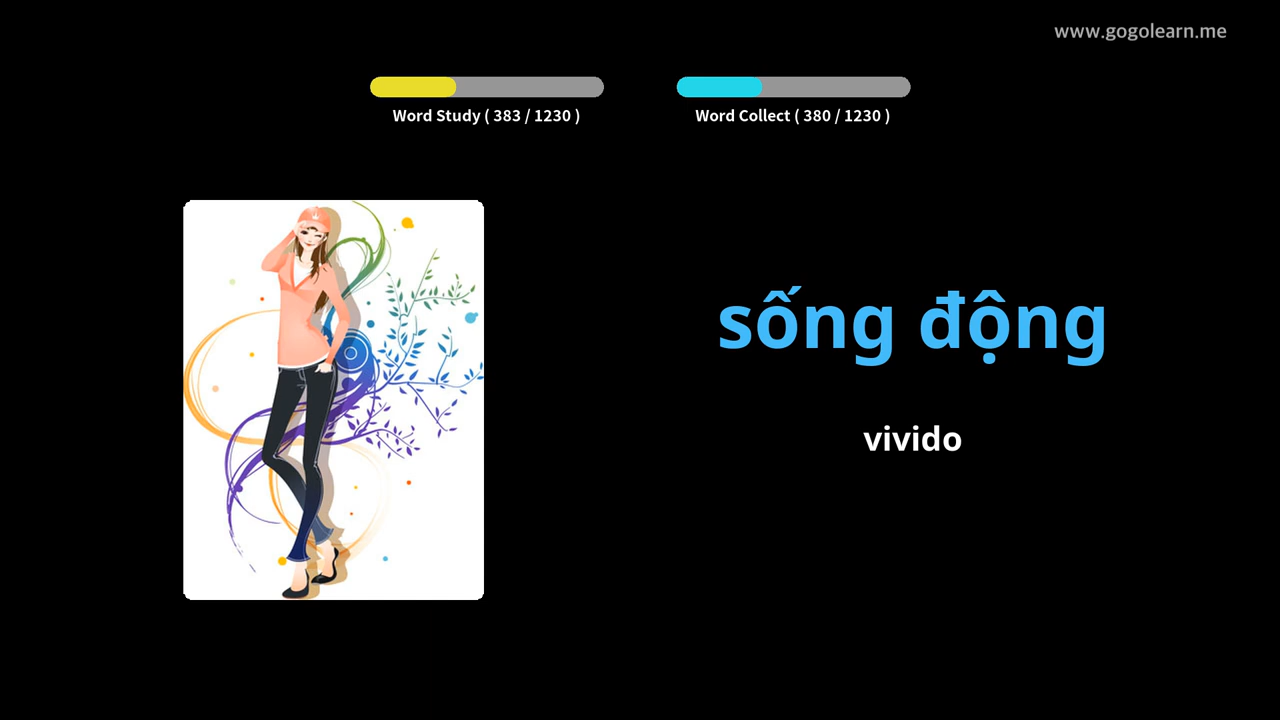 www.gogolearn.me
Word Study ( 383 / 1230 )
Word Collect ( 380 / 1230 )
sống động
vivido